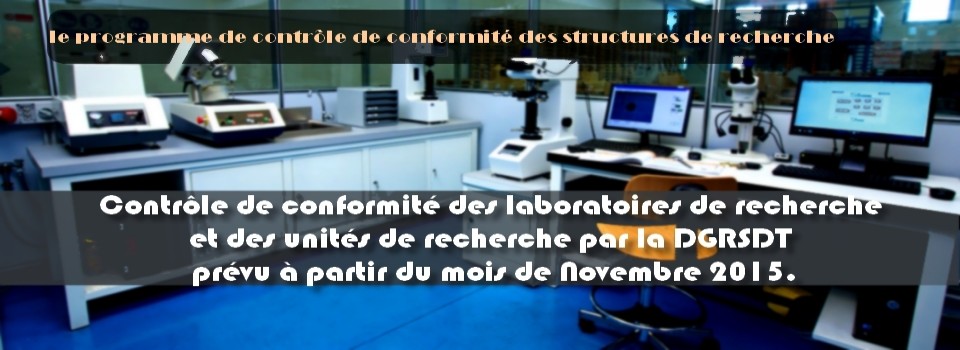 le programme de contrôle de conformité des structures de recherche
Contrôle de conformité des laboratoires de recherche
et des unités de recherche par la DGRSDT
prévu à partir du mois de Novembre 2015.